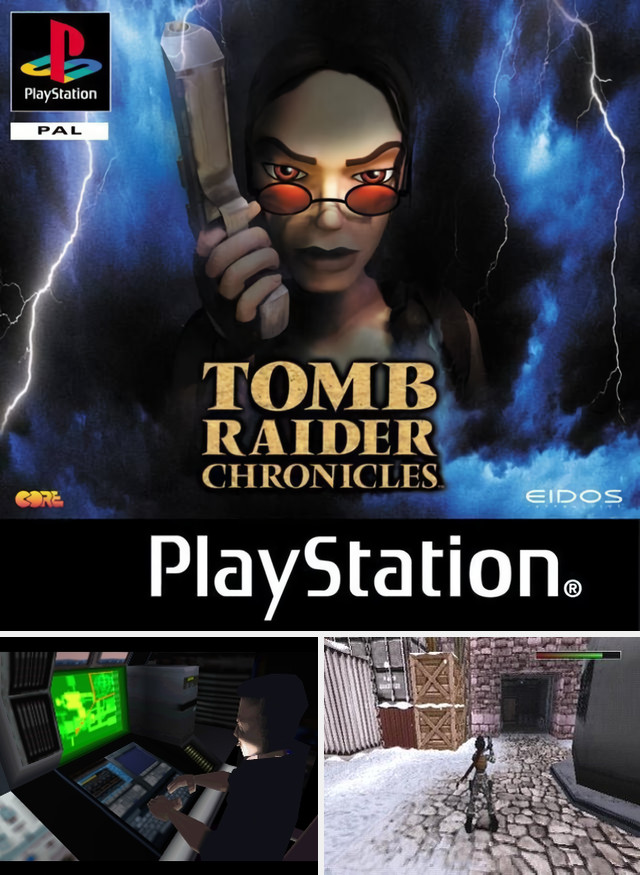 PlayStation
PAL
TOMB
RAIDER
CHRONICLES
CORE
EIDOS
PlayStation®